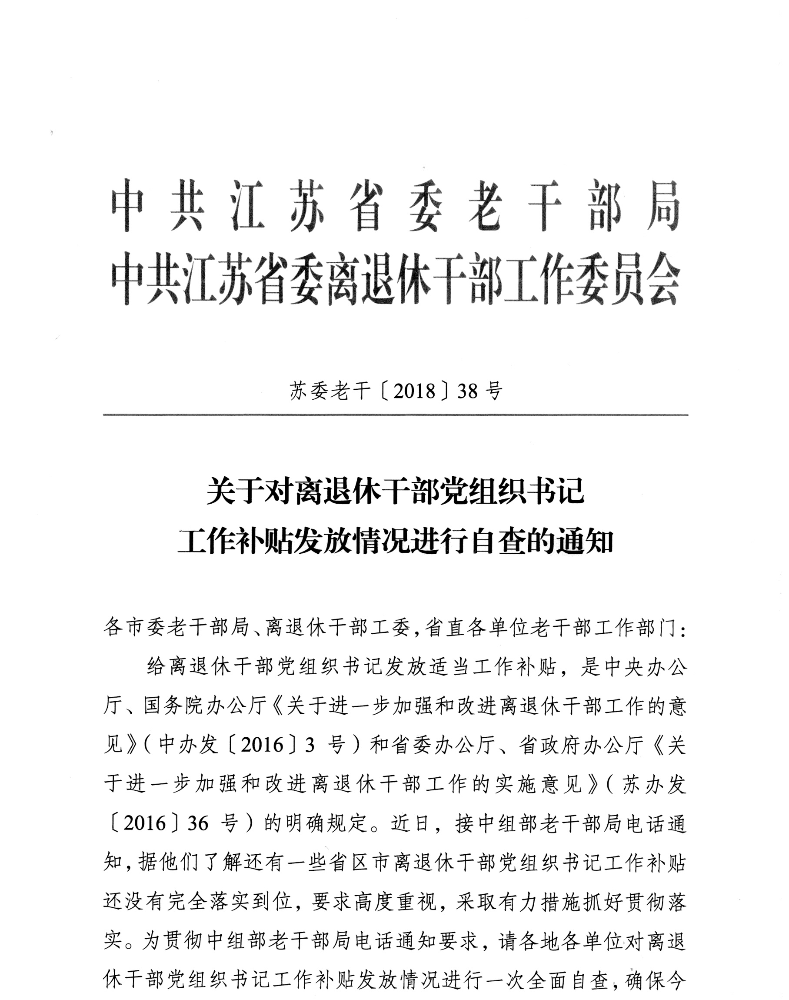 中共江苏省委老干部局
中共江苏省委离退休干部工作委员会
苏委老干〔2018〕38 号
关于对离退休干部党组织书记
工作补贴发放情况进行自查的通知
各市委老干部局、离退休干部工委,省直各单位老干部工作部门:
给离退休干部党组织书记发放适当工作补贴，是中央办公
厅、国务院办公厅《关于进一步加强和改进离退休干部工作的意
见》(中办发〔2016〕3 号)和省委办公厅、省政府办公厅《关
于进一步加强和改进离退休干部工作的实施意见》(苏办发
〔2016〕36 号)的明确规定。近日，接中组部老干部局电话通
知,据他们了解还有一些省区市离退休干部党组织书记工作补贴
还没有完全落实到位，要求高度重视，采取有力措施抓好贯彻落
实。为贯彻中组部老干部局电话通知要求，请各地各单位对离退
休干部党组织书记工作补贴发放情况进行一次全面自查,确保今